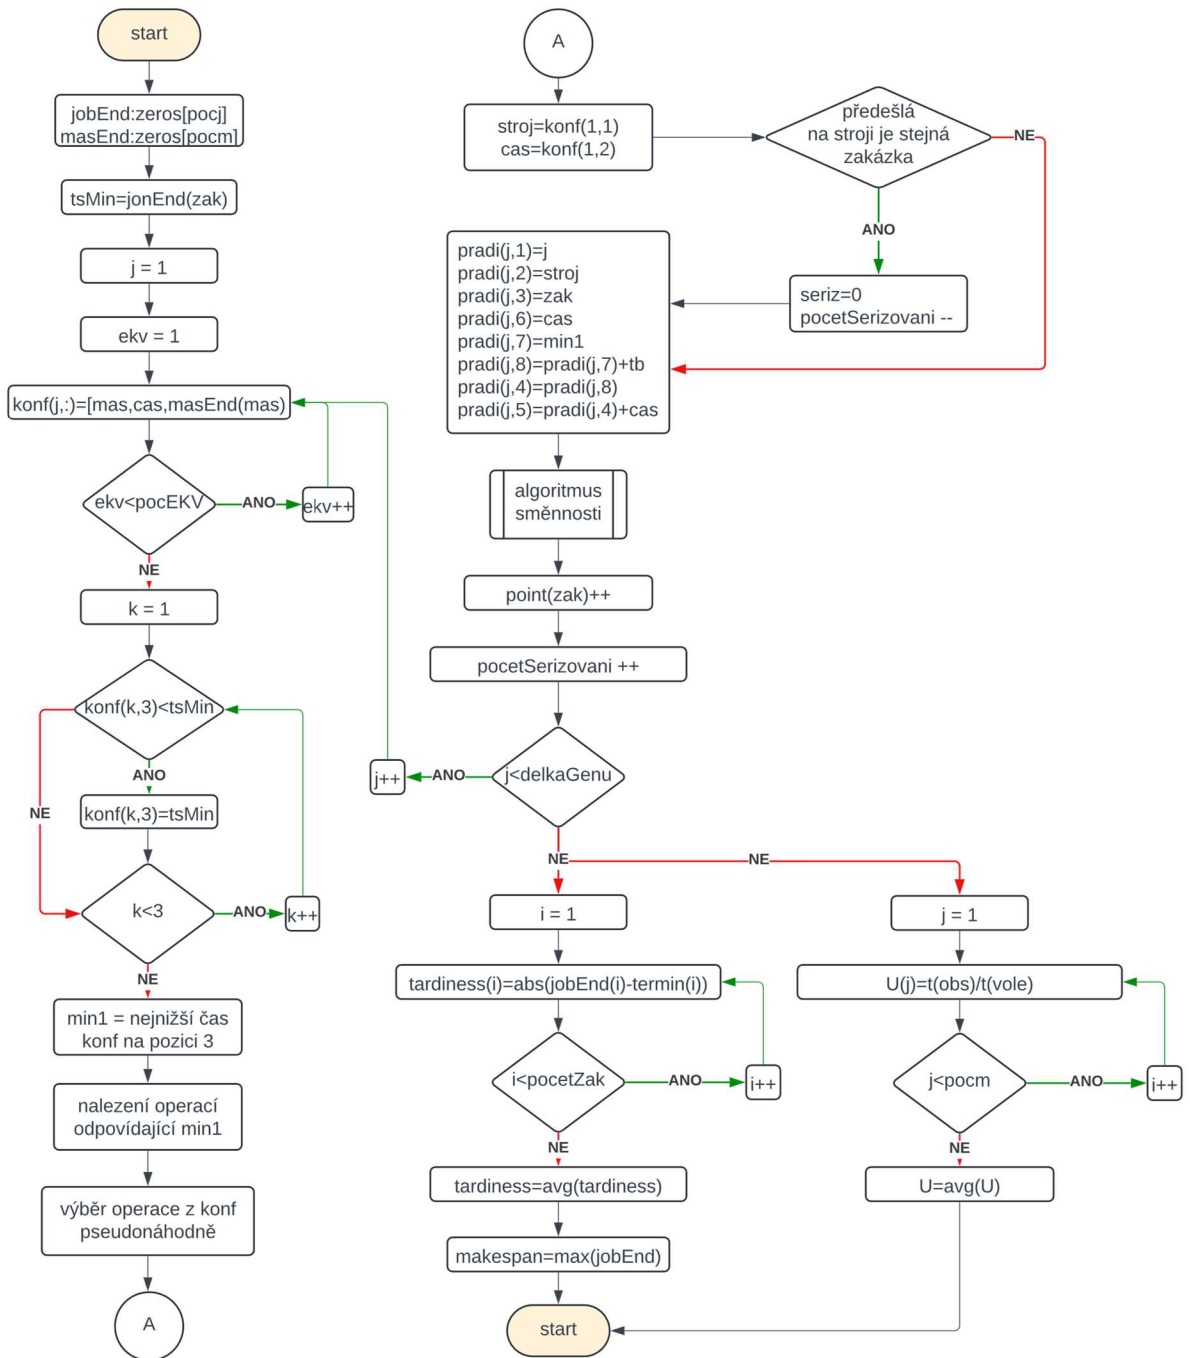 start
jobEnd:zeros[pocj]
masEnd:zeros[pocm]
tsMin=jonEnd(zak)
j = 1
ekv = 1
konf(j,:)=[mas,cas,masEnd(mas)
ekv<pocEKV
ANO
ekv++
NE
k = 1
konf(k,3)<tsMin
ANO
NE
konf(k,3)=tsMin
k<3
ANO
k++
NE
min1 = nejnižší čas
konf na pozici 3
nalezení operací
odpovídající min1
výběr operace z konf
pseudonáhodně
A
A
stroj=konf(1,1)
cas=konf(1,2)
předešlá
na stroji je stejná
zakázka
NE
ANO
seriz=0
pocetSerizovani --
pradi(j,1)=j
pradi(j,2)=stroj
pradi(j,3)=zak
pradi(j,6)=cas
pradi(j,7)=min1
pradi(j,8)=pradi(j,7)+tb
pradi(j,4)=pradi(j,8)
pradi(j,5)=pradi(j,4)+cas
algoritmus
směnnosti
point(zak)++
pocetSerizovani ++
j<delkaGenu
ANO
j++
NE
NE
i = 1
tardiness(i)=abs(jobEnd(i)-termin(i))
i<pocetZak
ANO
i++
NE
tardiness=avg(tardiness)
makespan=max(jobEnd)
start
j = 1
U(j)=t(obs)/t(vole)
j<pocm
ANO
i++
NE
U=avg(U)